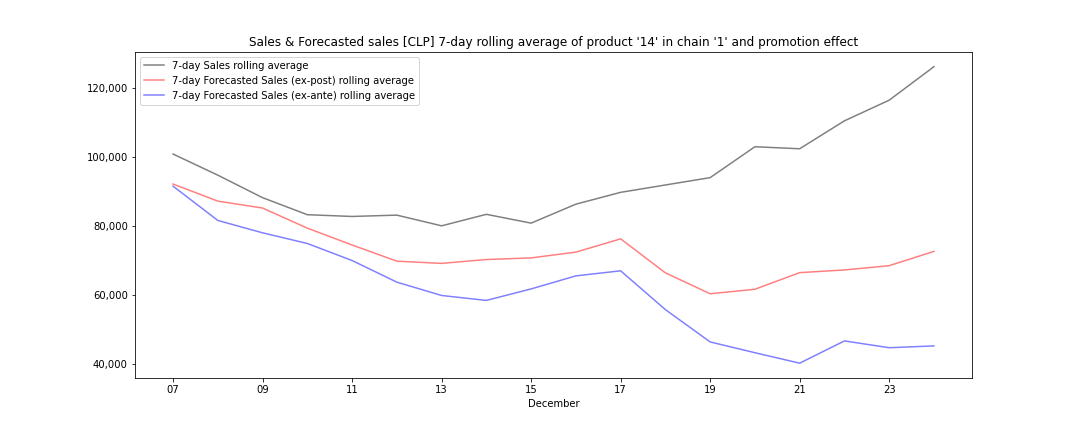 Sales & Forecasted sales [CLP] 7-day rolling average of product '14' in chain '1' and promotion effect
7-day Sales rolling average
7-day Forecasted Sales (ex-post) rolling average
7-day Forecasted Sales (ex-ante) rolling average
120,000
100,000
80,000
60,000
40,000
07 09 11 13 15 17 19 21 23
December